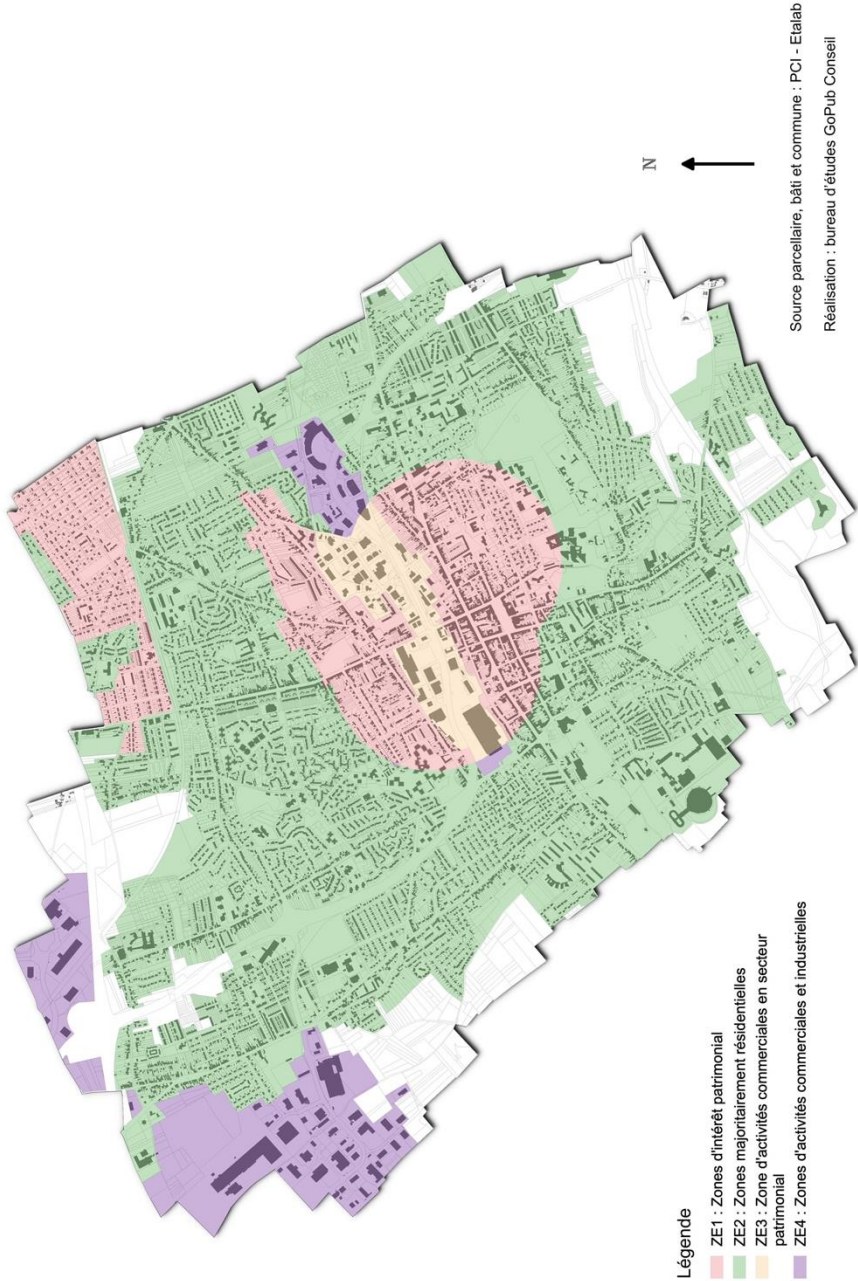 N
Source parcellaire, bâti et commune : PCI - Etalab
Réalisation : bureau d'études GoPub Conseil
Légende
ZE1 : Zones d'intérêt patrimonial
ZE2 : Zones majoritairement résidentielles
ZE3 : Zone d'activités commerciales en secteur
patrimonial
ZE4 : Zones d'activités commerciales et industrielles